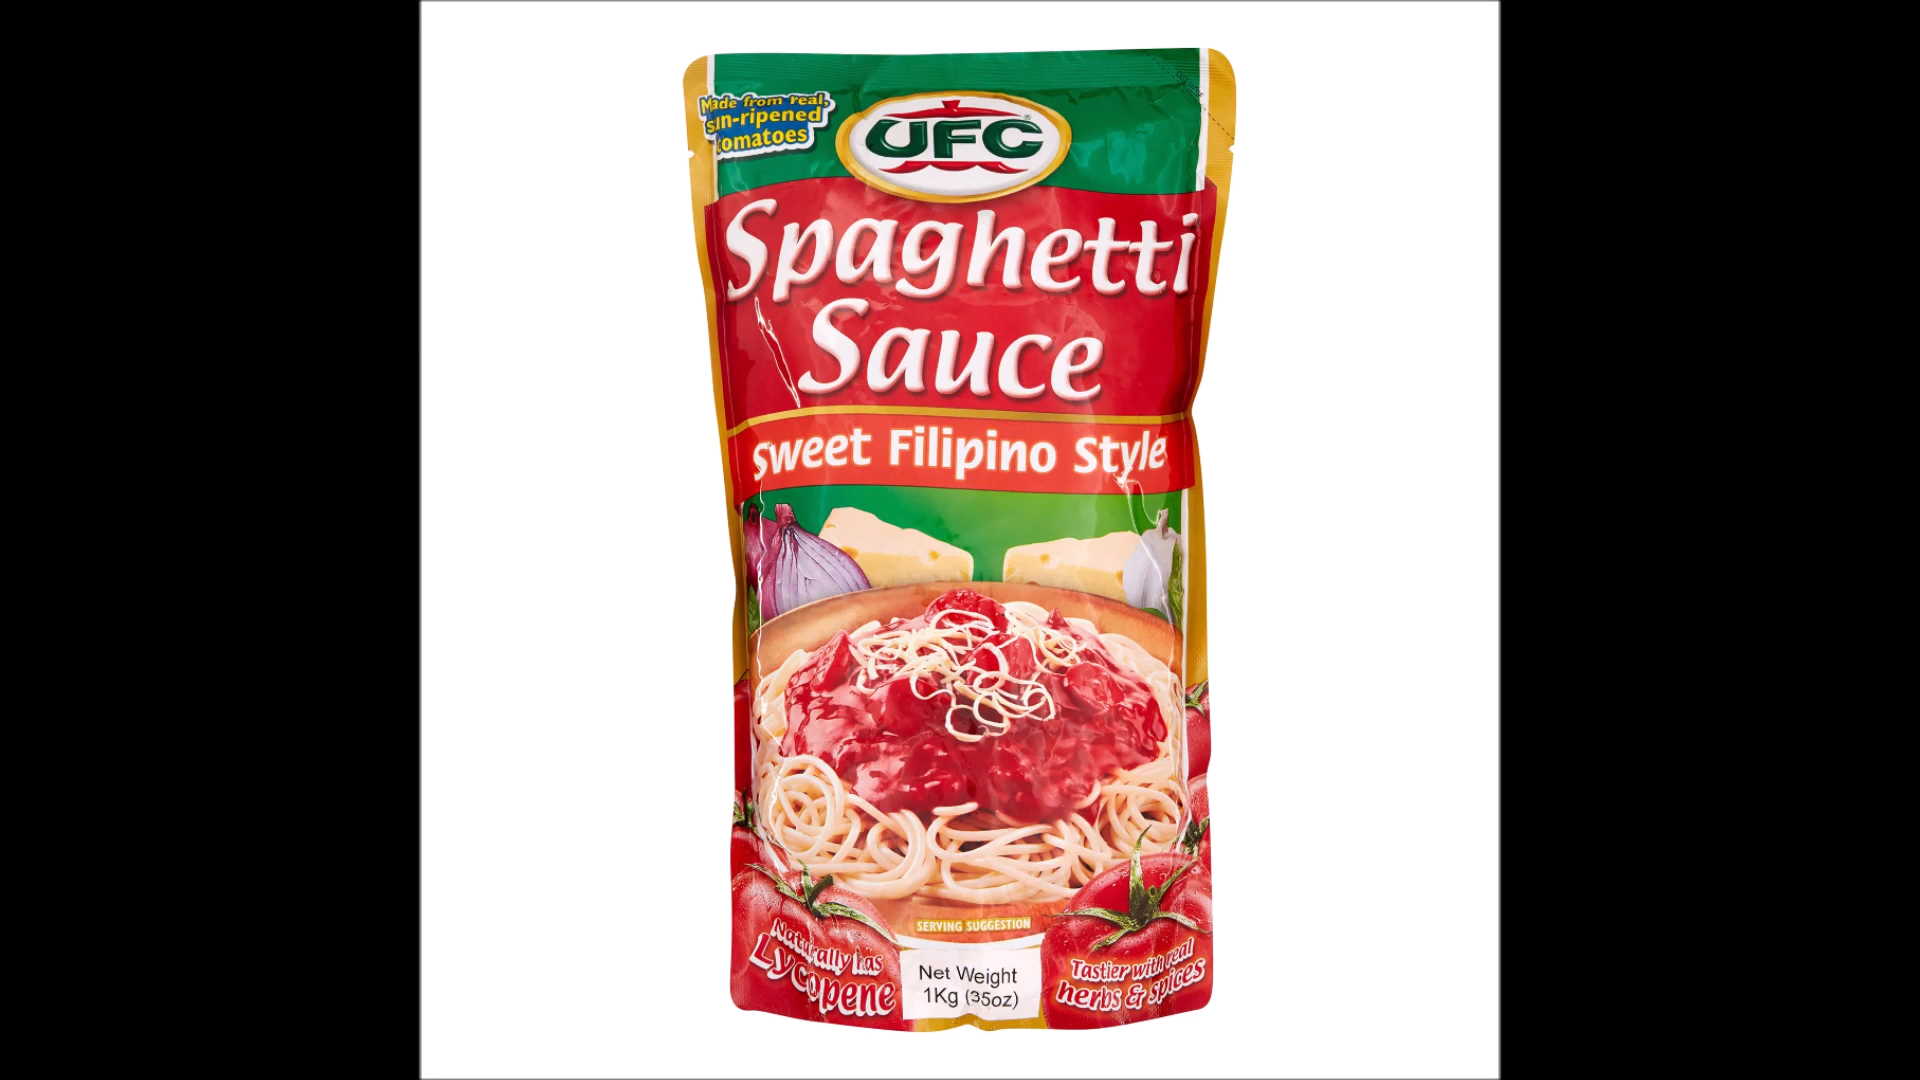 Made from real,
sun-ripened
tomatoes
UFC®
Spaghetti
Sauce
Sweet Filipino Style
SERVING SUGGESTION
Naturally has
Lycopene
Net Weight
1Kg (35oz)
Tastier with real
herbs & spices